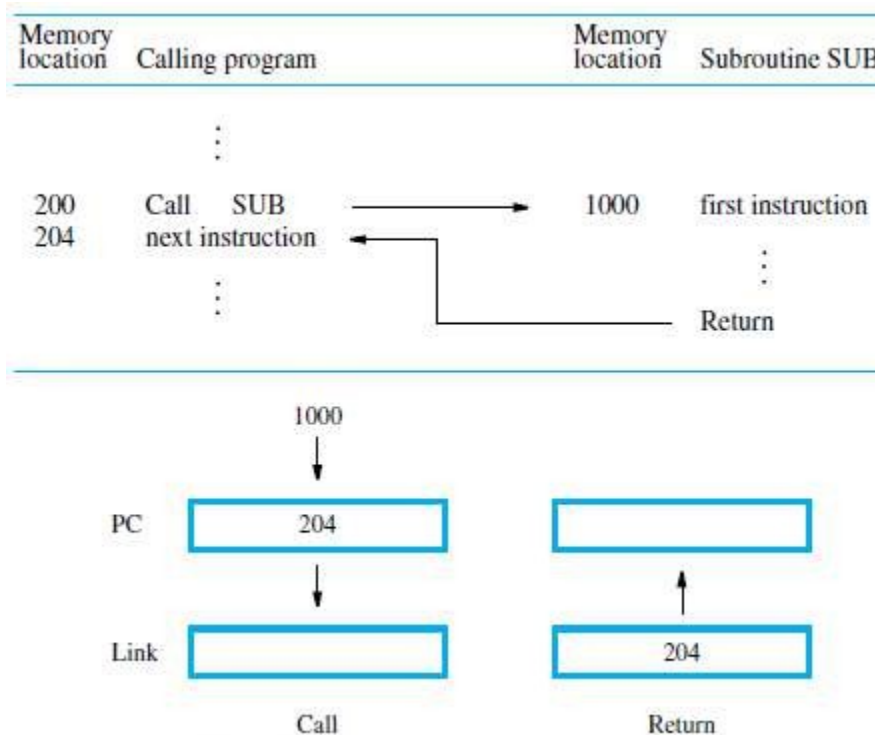 Memory location Calling program Memory location Subroutine SUB
200 Call SUB 1000 first instruction
204 next instruction
Return
1000
PC 204
Link 204
Call Return